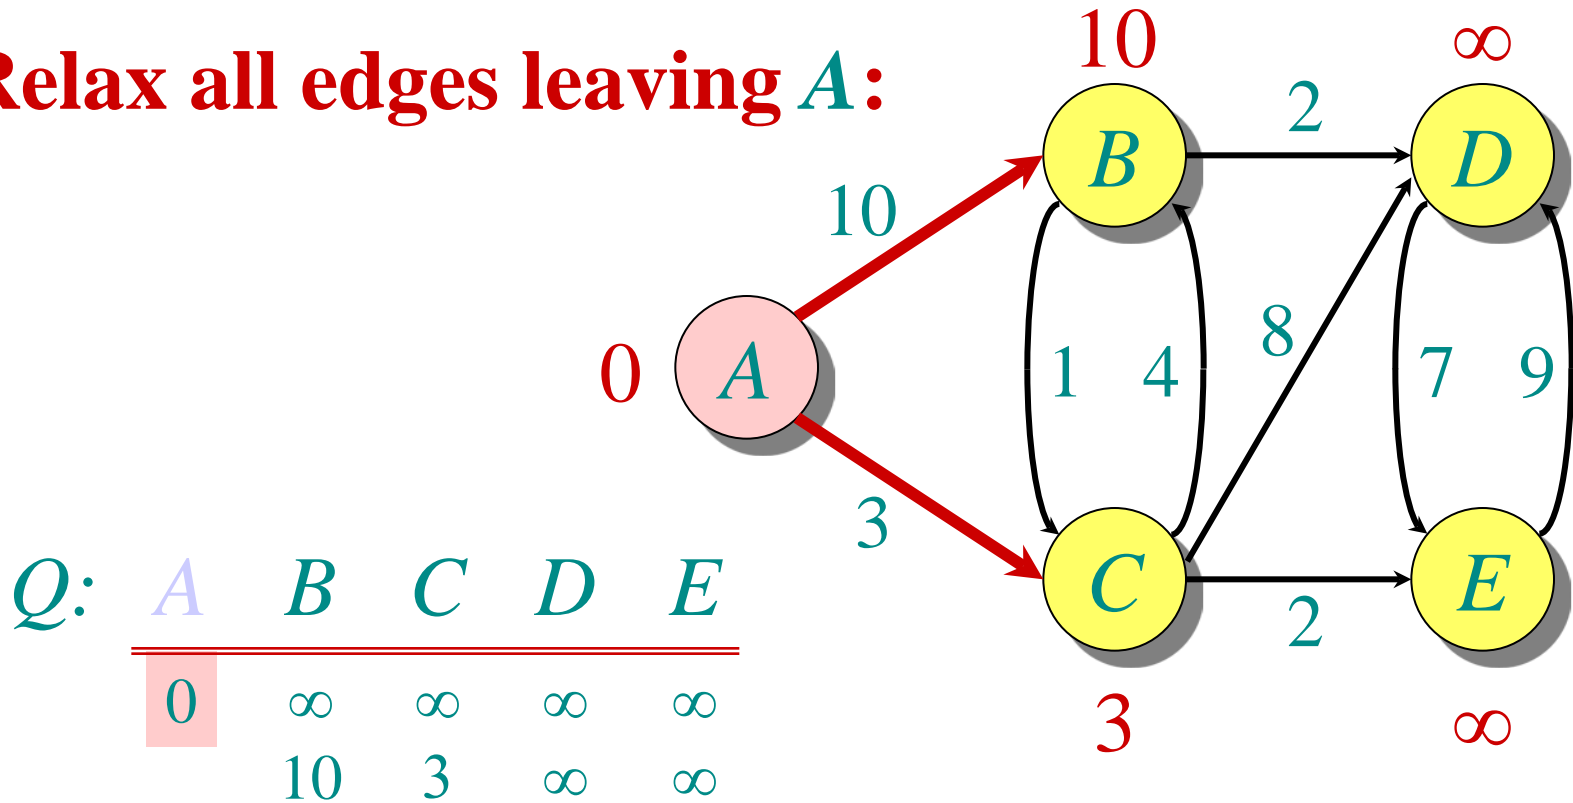 Relax all edges leaving A:
10 ∞
2
B D
10
8
0 A 1 4 7 9
3
C E
2
3 ∞
Q: A B C D E
0 ∞ ∞ ∞ ∞
10 3 ∞ ∞